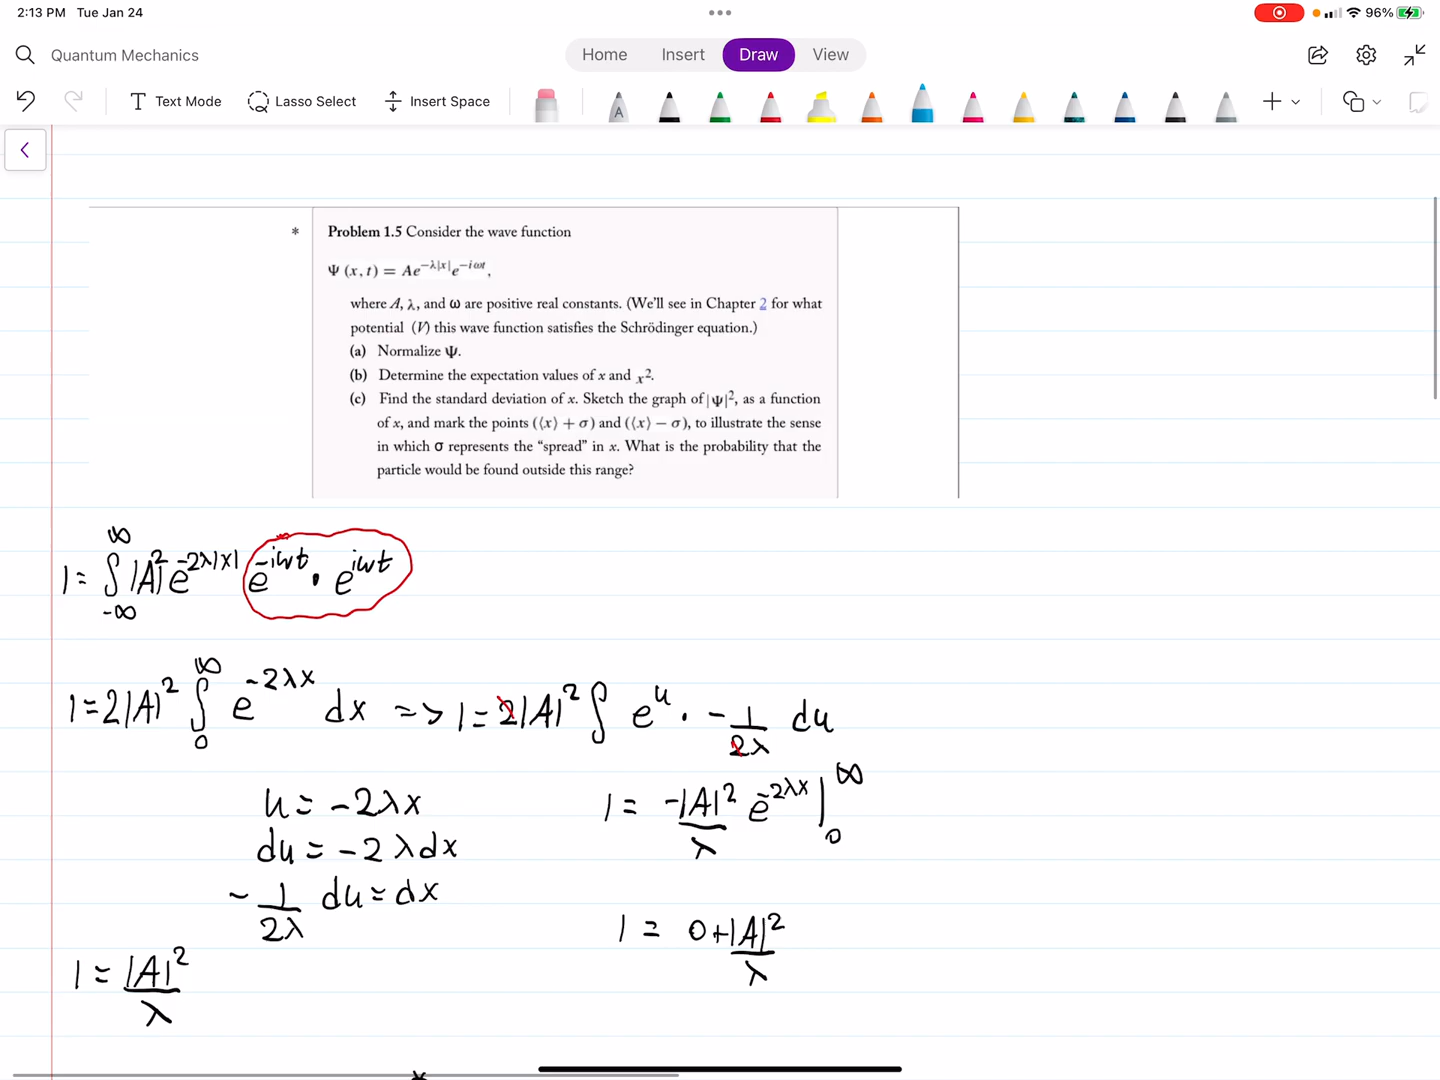 2:13 PM Tue Jan 24
96%
Quantum Mechanics
Home Insert Draw View
Text Mode Lasso Select Insert Space
A
* Problem 1.5 Consider the wave function
Ψ (x, t) = Ae^{−λ|x|}e^{−iωt},
where A, λ, and ω are positive real constants. (We'll see in Chapter 2 for what
potential (V) this wave function satisfies the Schrödinger equation.)
(a) Normalize Ψ.
(b) Determine the expectation values of x and x².
(c) Find the standard deviation of x. Sketch the graph of |Ψ|², as a function
of x, and mark the points (⟨x⟩ + σ) and (⟨x⟩ − σ), to illustrate the sense
in which σ represents the “spread” in x. What is the probability that the
particle would be found outside this range?
1 = ∫_{-∞}^{∞} |A|² e^{-2λ|x|} e^{-iωt} · e^{iωt}
1 = 2|A|² ∫_{0}^{∞} e^{-2λx} dx => 1 = 2|A|² ∫ e^{u} · -1/2λ du
u = -2λx
1 = -|A|²/λ e^{-2λx} |_{0}^{∞}
du = -2λdx
-1/2λ du = dx
1 = 0+|A|²/λ
1 = |A|²/λ